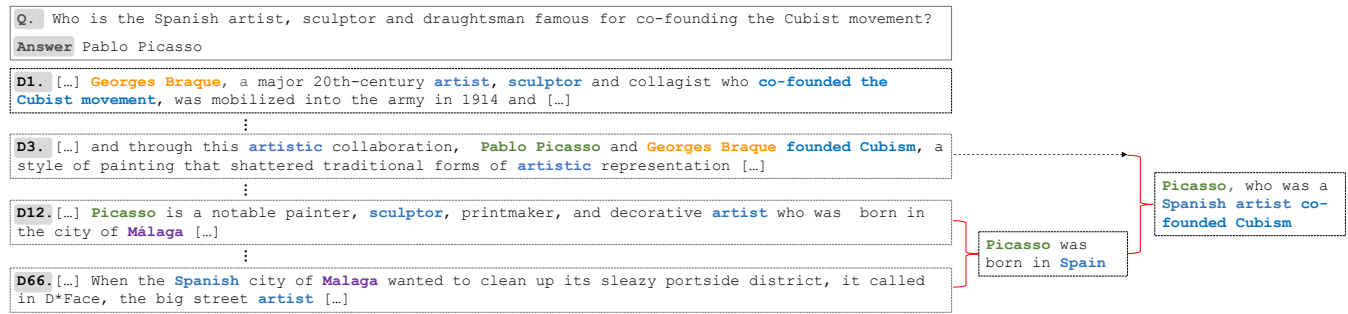 Q. Who is the Spanish artist, sculptor and draughtsman famous for co-founding the Cubist movement?
Answer Pablo Picasso
D1. […] Georges Braque, a major 20th-century artist, sculptor and collagist who co-founded the
Cubist movement, was mobilized into the army in 1914 and […]
⋮
D3. […] and through this artistic collaboration, Pablo Picasso and Georges Braque founded Cubism, a
style of painting that shattered traditional forms of artistic representation […]
⋮
D12. […] Picasso is a notable painter, sculptor, printmaker, and decorative artist who was born in
the city of Málaga […]
⋮
D66. […] When the Spanish city of Malaga wanted to clean up its sleazy portside district, it called
in D*Face, the big street artist […]
Picasso was
born in Spain
Picasso, who was a
Spanish artist co-
founded Cubism